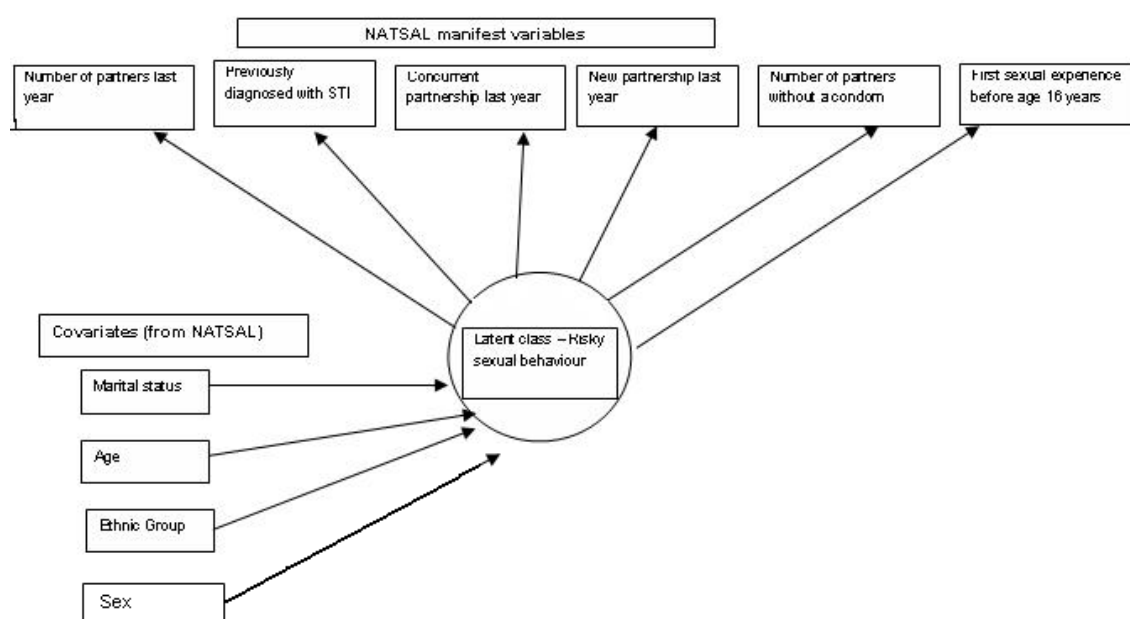 NATSAL manifest variables
Number of partners last
year
Previously
diagnosed with STI
Concurrent
partnership last year
New partnership last
year
Number of partners
without a condom
First sexual experience
before age 16 years
Covariates (from NATSAL)
Latent class – Risky
sexual behaviour
Marital status
Age
Ethnic Group
Sex